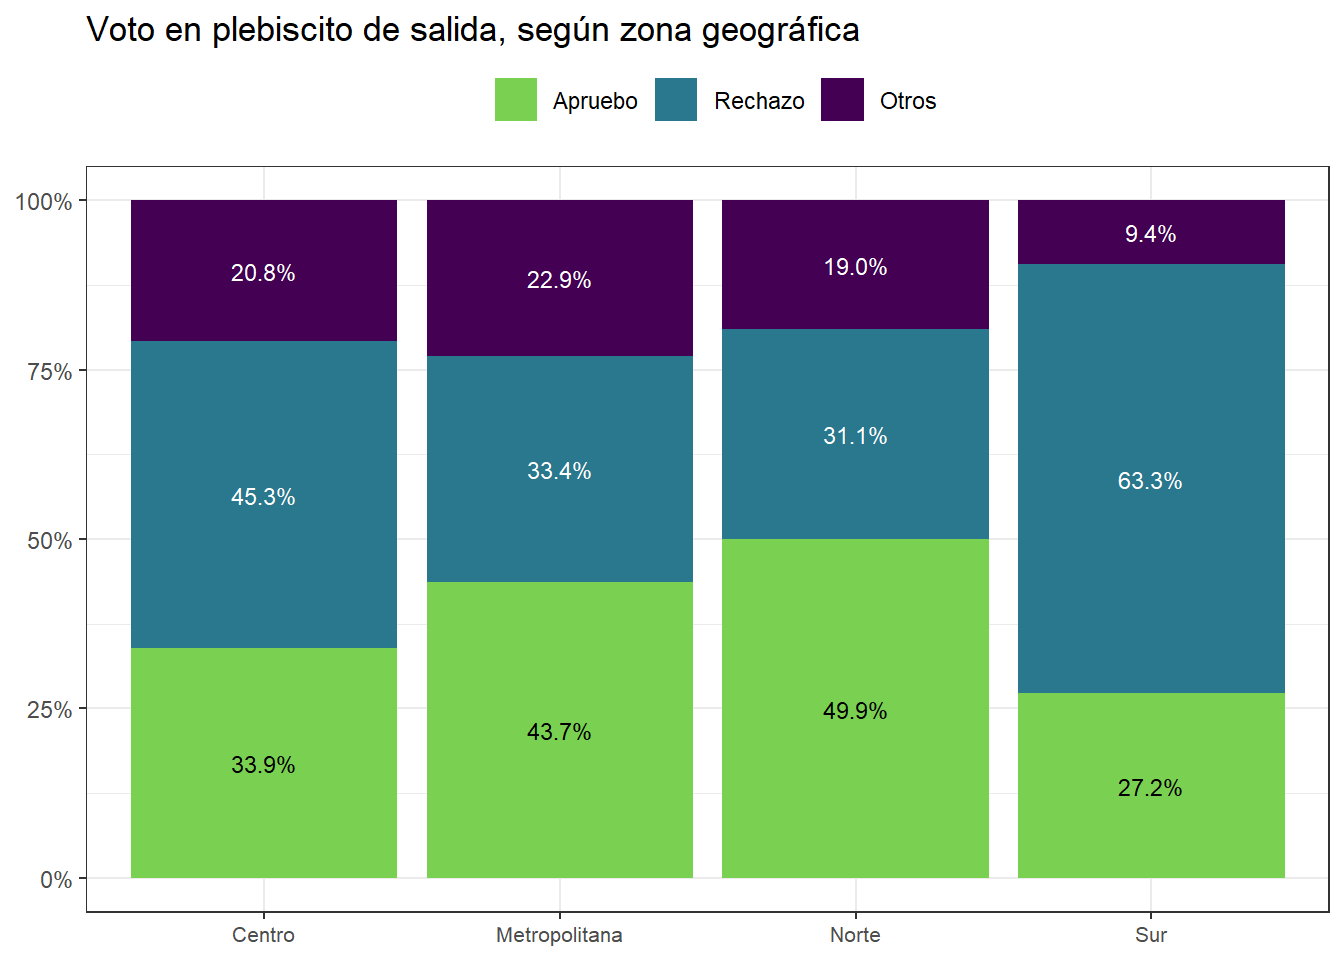 Voto en plebiscito de salida, según zona geográfica
Apruebo Rechazo Otros
100%
75%
50%
25%
0%
20.8% 22.9% 19.0% 9.4%
45.3% 33.4% 31.1% 63.3%
33.9% 43.7% 49.9% 27.2%
Centro Metropolitana Norte Sur